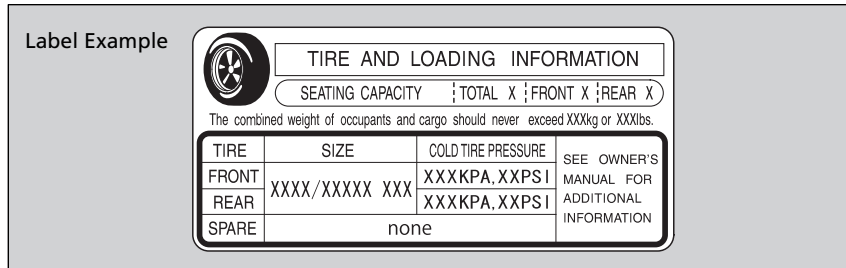 Label Example
TIRE AND LOADING INFORMATION
SEATING CAPACITY TOTAL X FRONT X REAR X
The combined weight of occupants and cargo should never exceed XXXkg or XXXlbs.
TIRE SIZE COLD TIRE PRESSURE
FRONT XXXX/XXXXX XXX XXXKPA,XXPSI
REAR XXXKPA,XXPSI
SPARE none
SEE OWNER'S
MANUAL FOR
ADDITIONAL
INFORMATION